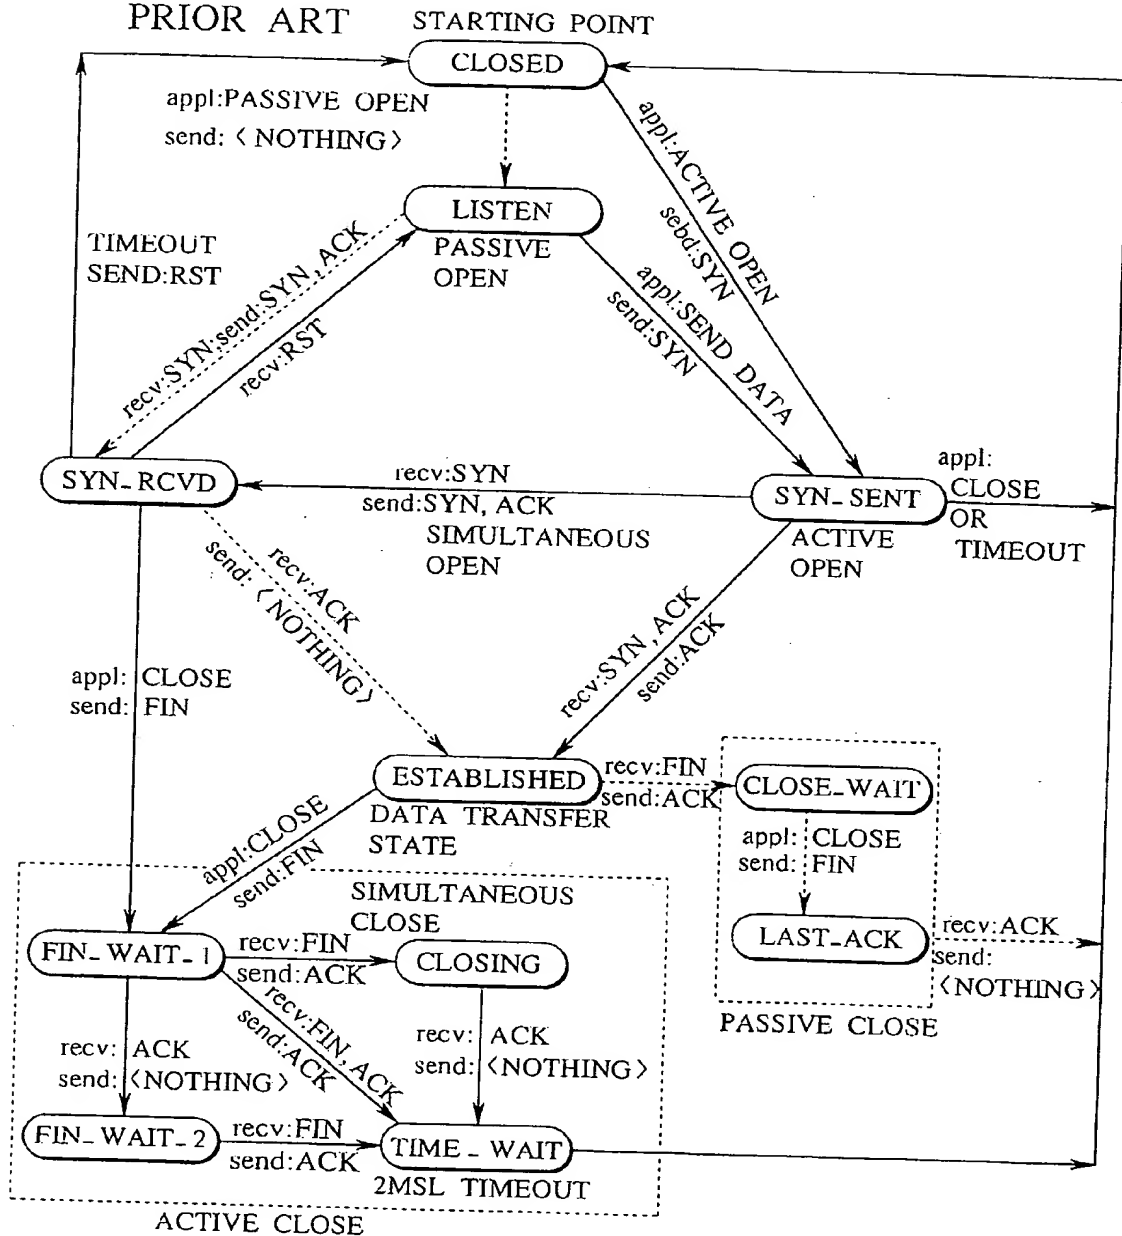 PRIOR ART
STARTING POINT
CLOSED
appl:PASSIVE OPEN
send:〈NOTHING〉
appl:ACTIVE OPEN
sebd:SYN
LISTEN
PASSIVE
OPEN
TIMEOUT
SEND:RST
recv:SYN;send:SYN,ACK
recv:RST
appl:SEND DATA
send:SYN
SYN_RCVD
recv:SYN
send:SYN, ACK
SIMULTANEOUS
OPEN
SYN_SENT
ACTIVE
OPEN
appl:
CLOSE
OR
TIMEOUT
recv:ACK
send:〈NOTHING〉
recv:SYN,ACK
send:ACK
appl: CLOSE
send: FIN
ESTABLISHED
DATA TRANSFER
STATE
recv:FIN
send:ACK
CLOSE_WAIT
appl: CLOSE
send: FIN
LAST_ACK
recv:ACK
send:
〈NOTHING〉
PASSIVE CLOSE
appl:CLOSE
send:FIN
SIMULTANEOUS
CLOSE
FIN_WAIT_1
recv:FIN
send:ACK
CLOSING
recv:FIN,ACK
send:ACK
recv: ACK
send:〈NOTHING〉
recv: ACK
send:〈NOTHING〉
FIN_WAIT_2
recv:FIN
send:ACK
TIME_WAIT
2MSL TIMEOUT
ACTIVE CLOSE